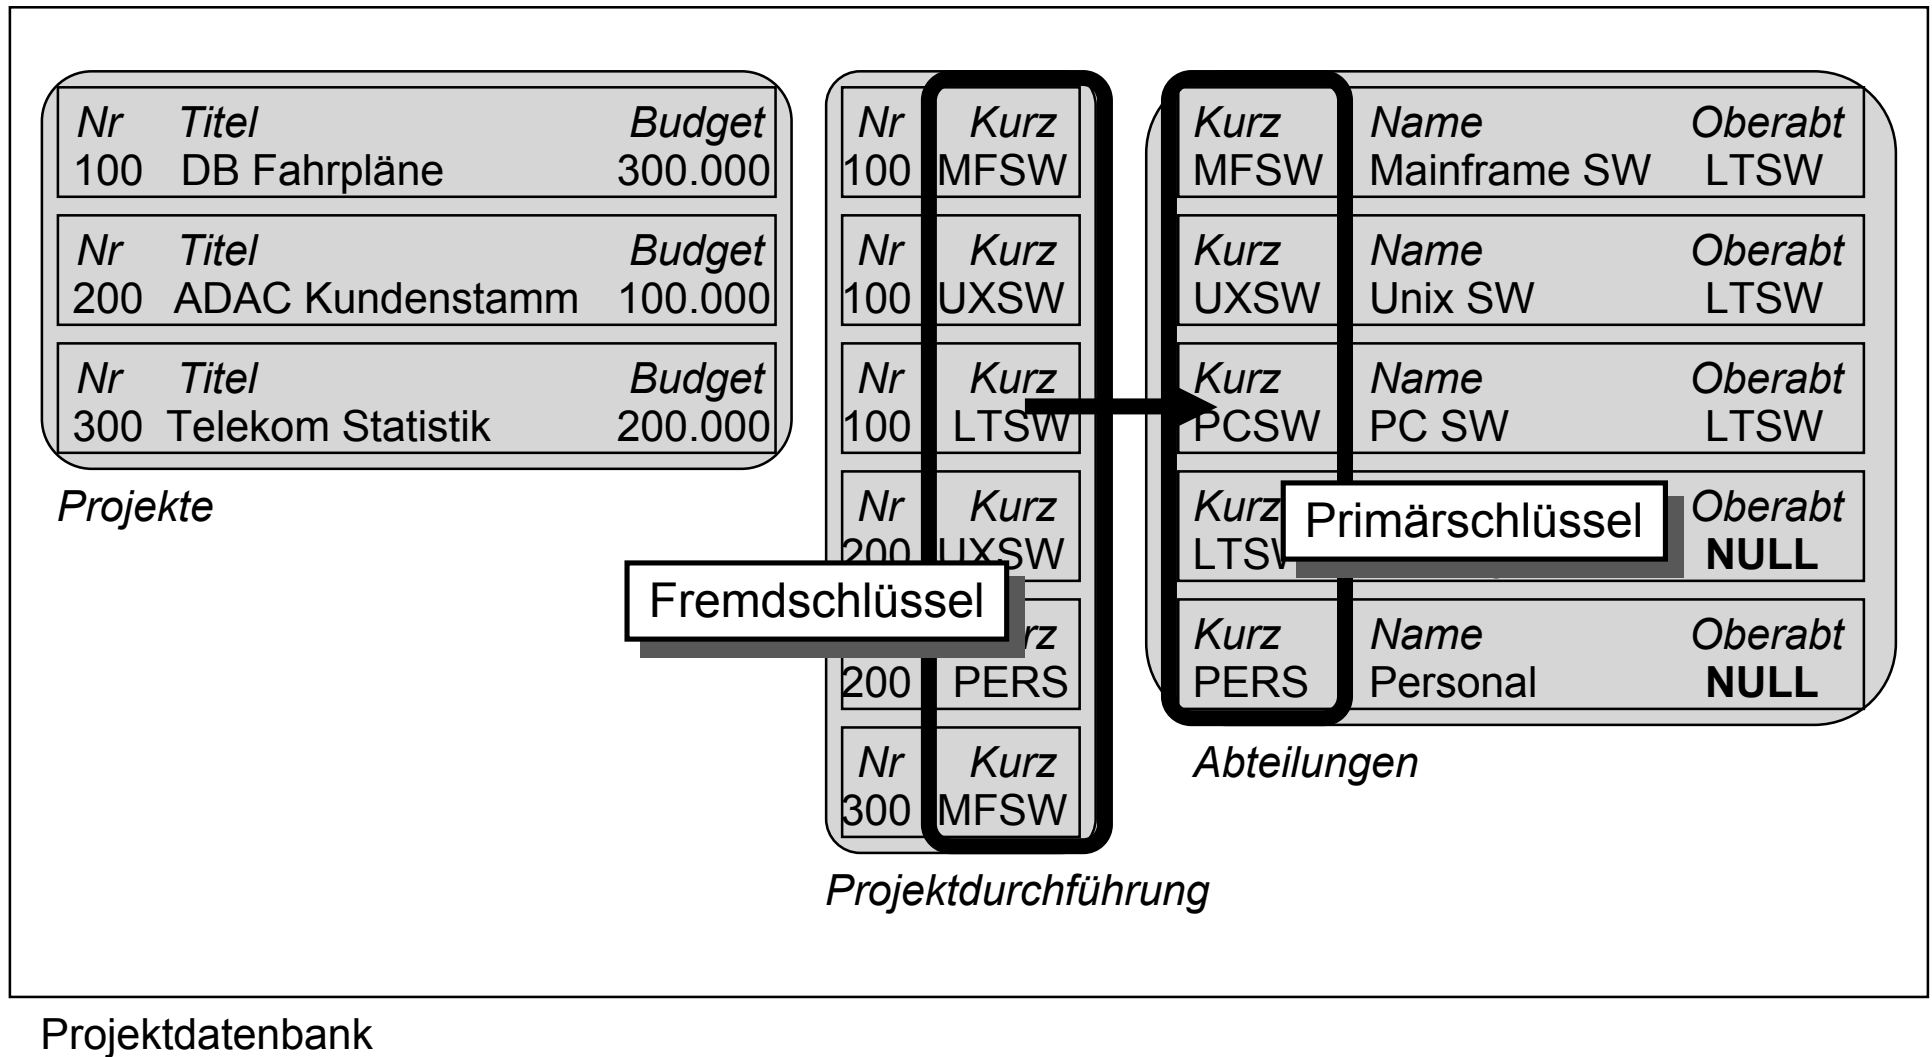 Nr Titel Budget
100 DB Fahrpläne 300.000
Nr Titel Budget
200 ADAC Kundenstamm 100.000
Nr Titel Budget
300 Telekom Statistik 200.000
Projekte
Nr Kurz
100 MFSW
Nr Kurz
100 UXSW
Nr Kurz
100 LTSW
Nr Kurz
200 UXSW
Fremdschlüssel
200 PERS
Nr Kurz
300 MFSW
Projektdurchführung
Kurz Name Oberabt
MFSW Mainframe SW LTSW
Kurz Name Oberabt
UXSW Unix SW LTSW
Kurz Name Oberabt
PCSW PC SW LTSW
Kurz Oberabt
Primärschlüssel
NULL
Kurz Name Oberabt
PERS Personal NULL
Abteilungen
Projektdatenbank